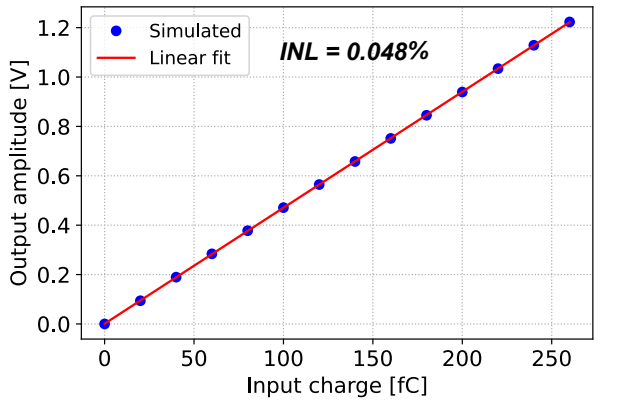 Simulated
Linear fit
INL = 0.048%
Output amplitude [V]
1.2
1.0
0.8
0.6
0.4
0.2
0.0
0 50 100 150 200 250
Input charge [fC]